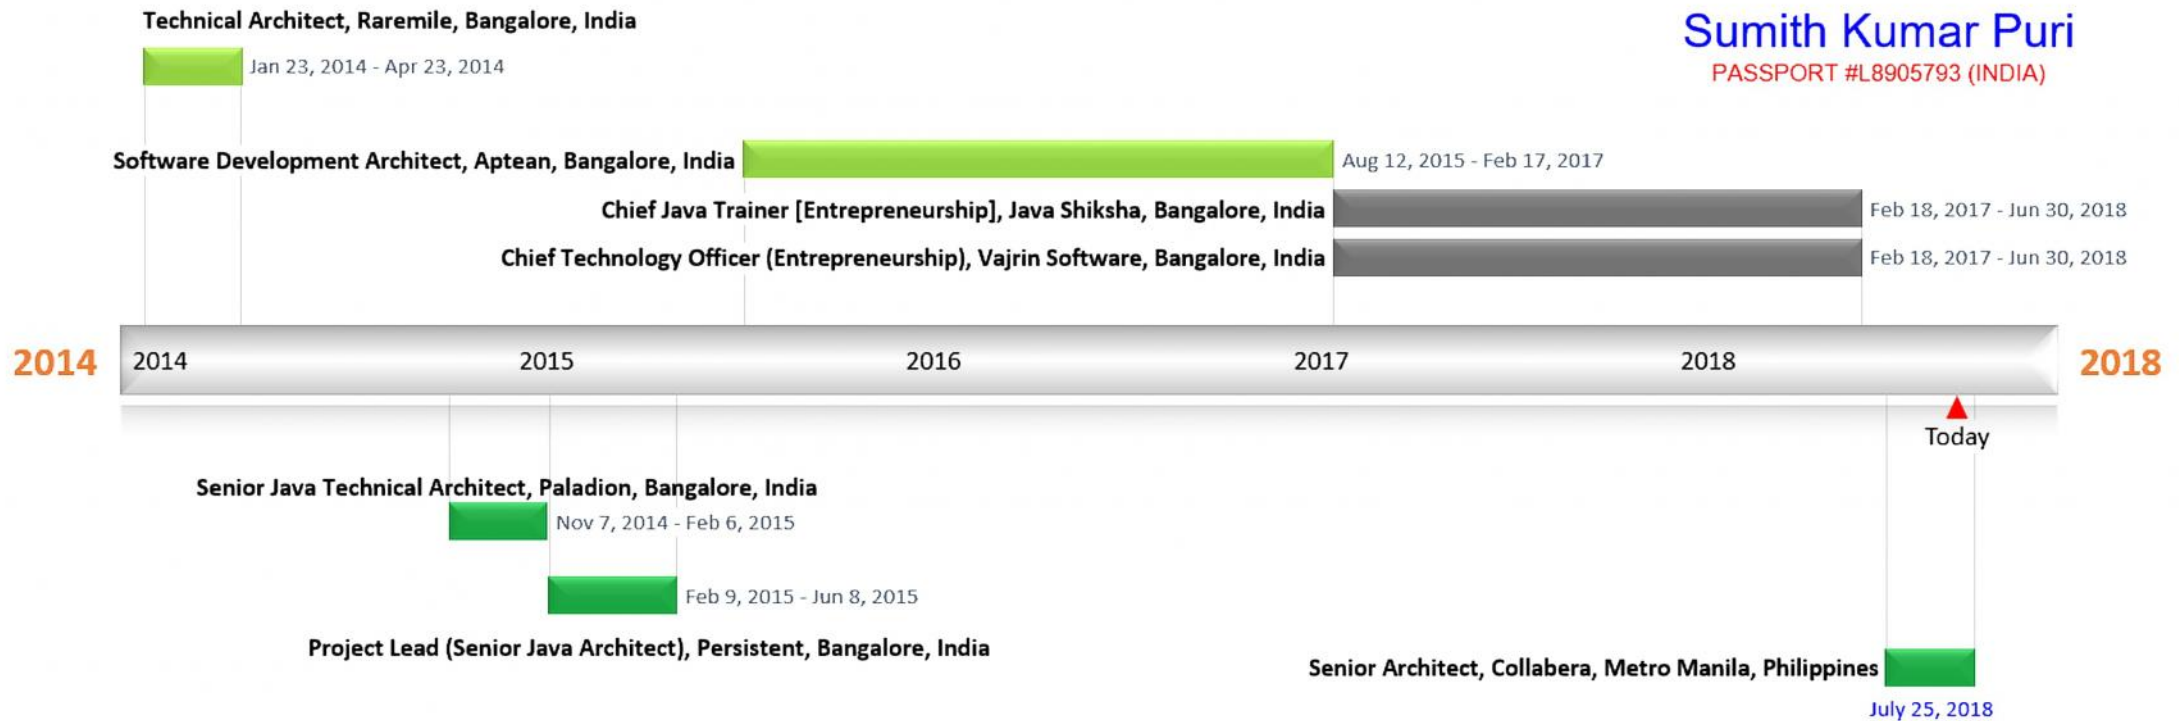 Technical Architect, Raremile, Bangalore, India
Jan 23, 2014 - Apr 23, 2014
Sumith Kumar Puri
PASSPORT #L8905793 (INDIA)
Software Development Architect, Aptean, Bangalore, India
Aug 12, 2015 - Feb 17, 2017
Chief Java Trainer [Entrepreneurship], Java Shiksha, Bangalore, India
Feb 18, 2017 - Jun 30, 2018
Chief Technology Officer (Entrepreneurship), Vajrin Software, Bangalore, India
Feb 18, 2017 - Jun 30, 2018
2014
2014
2015
2016
2017
2018
2018
Today
Senior Java Technical Architect, Paladion, Bangalore, India
Nov 7, 2014 - Feb 6, 2015
Feb 9, 2015 - Jun 8, 2015
Project Lead (Senior Java Architect), Persistent, Bangalore, India
Senior Architect, Collabera, Metro Manila, Philippines
July 25, 2018